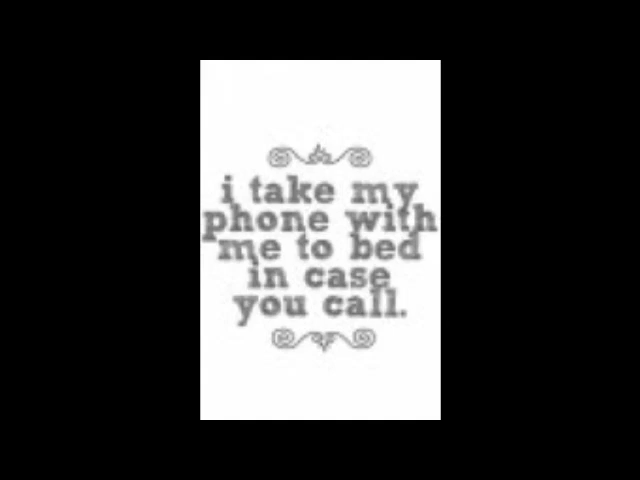 i take my
phone with
me to bed
in case
you call.